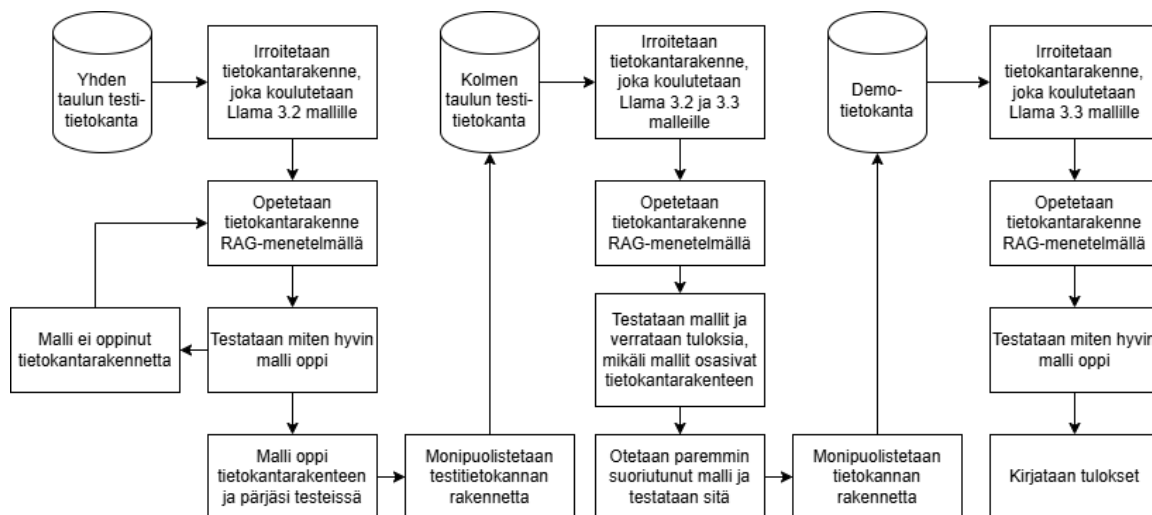 Yhden
taulun testi-
tietokanta
Irroitetaan
tietokantarakenne,
joka koulutetaan
Llama 3.2 mallille
Opetetaan
tietokantarakenne
RAG-menetelmällä
Malli ei oppinut
tietokantarakennetta
Testataan miten hyvin
malli oppi
Malli oppi
tietokantarakenteen
ja pärjäsi testeissä
Monipuolistetaan
testitietokannan
rakennetta
Kolmen
taulun testi-
tietokanta
Irroitetaan
tietokantarakenne,
joka koulutetaan
Llama 3.2 ja 3.3
malleille
Opetetaan
tietokantarakenne
RAG-menetelmällä
Testataan mallit ja
verrataan tuloksia,
mikäli mallit osasivat
tietokantarakenteen
Otetaan paremmin
suoriutunut malli ja
testataan sitä
Monipuolistetaan
tietokannan
rakennetta
Demo-
tietokanta
Irroitetaan
tietokantarakenne,
joka koulutetaan
Llama 3.3 mallille
Opetetaan
tietokantarakenne
RAG-menetelmällä
Testataan miten hyvin
malli oppi
Kirjataan tulokset